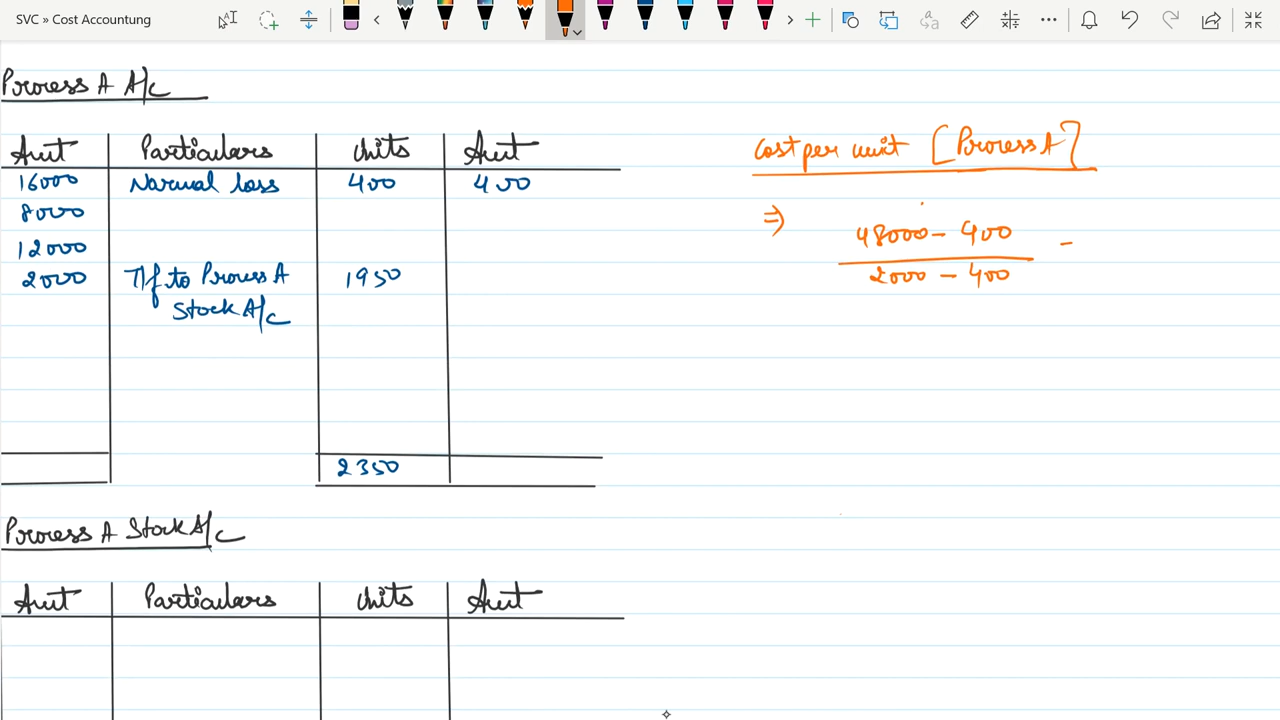 SVC » Cost Accountung
Process A A/c
Amt Particulars Units Amt
16000 Normal loss 400 400
8000
12000
2000 T/f to Process A 1950
Stock A/c
2350
Cost per unit [Process A]
⇒ 48000 - 400 =
2000 - 400
Process A Stock A/c
Amt Particulars Units Amt